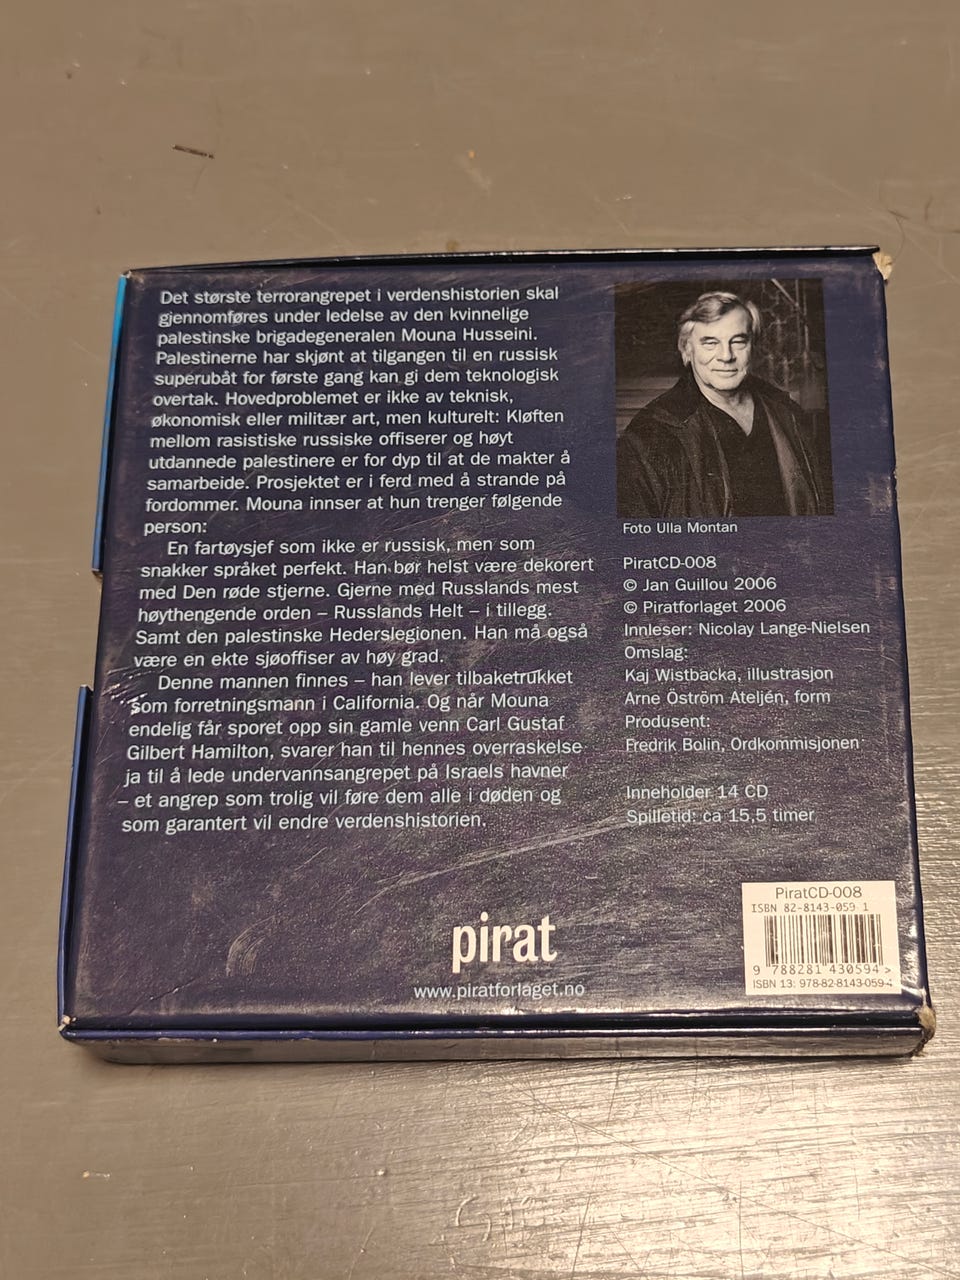 Det største terrorangrepet i verdenshistorien skal
gjennomføres under ledelse av den kvinnelige
palestinske brigadegeneralen Mouna Husseini.
Palestinerne har skjønt at tilgangen til en russisk
superubåt for første gang kan gi dem teknologisk
overtak. Hovedproblemet er ikke av teknisk,
økonomisk eller militær art, men kulturelt: Kløften
mellom rasistiske russiske offiserer og høyt
utdannede palestinere er for dyp til at de makter å
samarbeide. Prosjektet er i ferd med å strande på
fordommer. Mouna innser at hun trenger følgende
person:
En fartøysjef som ikke er russisk, men som
snakker språket perfekt. Han bør helst være dekorert
med Den røde stjerne. Gjerne med Russlands mest
høythengende orden – Russlands Helt – i tillegg.
Samt den palestinske Hederslegionen. Han må også
være en ekte sjøoffiser av høy grad.
Denne mannen finnes – han lever tilbaketrukket
som forretningsmann i California. Og når Mouna
endelig får sporet opp sin gamle venn Carl Gustaf
Gilbert Hamilton, svarer han til hennes overraskelse
ja til å lede undervannsangrepet på Israels havner
– et angrep som trolig vil føre dem alle i døden og
som garantert vil endre verdenshistorien.
Foto Ulla Montan
PiratCD-008
© Jan Guillou 2006
© Piratforlaget 2006
Innleser: Nicolay Lange-Nielsen
Omslag:
Kaj Wistbacka, illustrasjon
Arne Öström Ateljén, form
Produsent:
Fredrik Bolin, Ordkommisjonen
Inneholder 14 CD
Spilletid: ca 15,5 timer
pirat
www.piratforlaget.no
PiratCD-008
ISBN 82-8143-059 1
9 788281 430594 >
ISBN 13: 978-82-8143-059-4